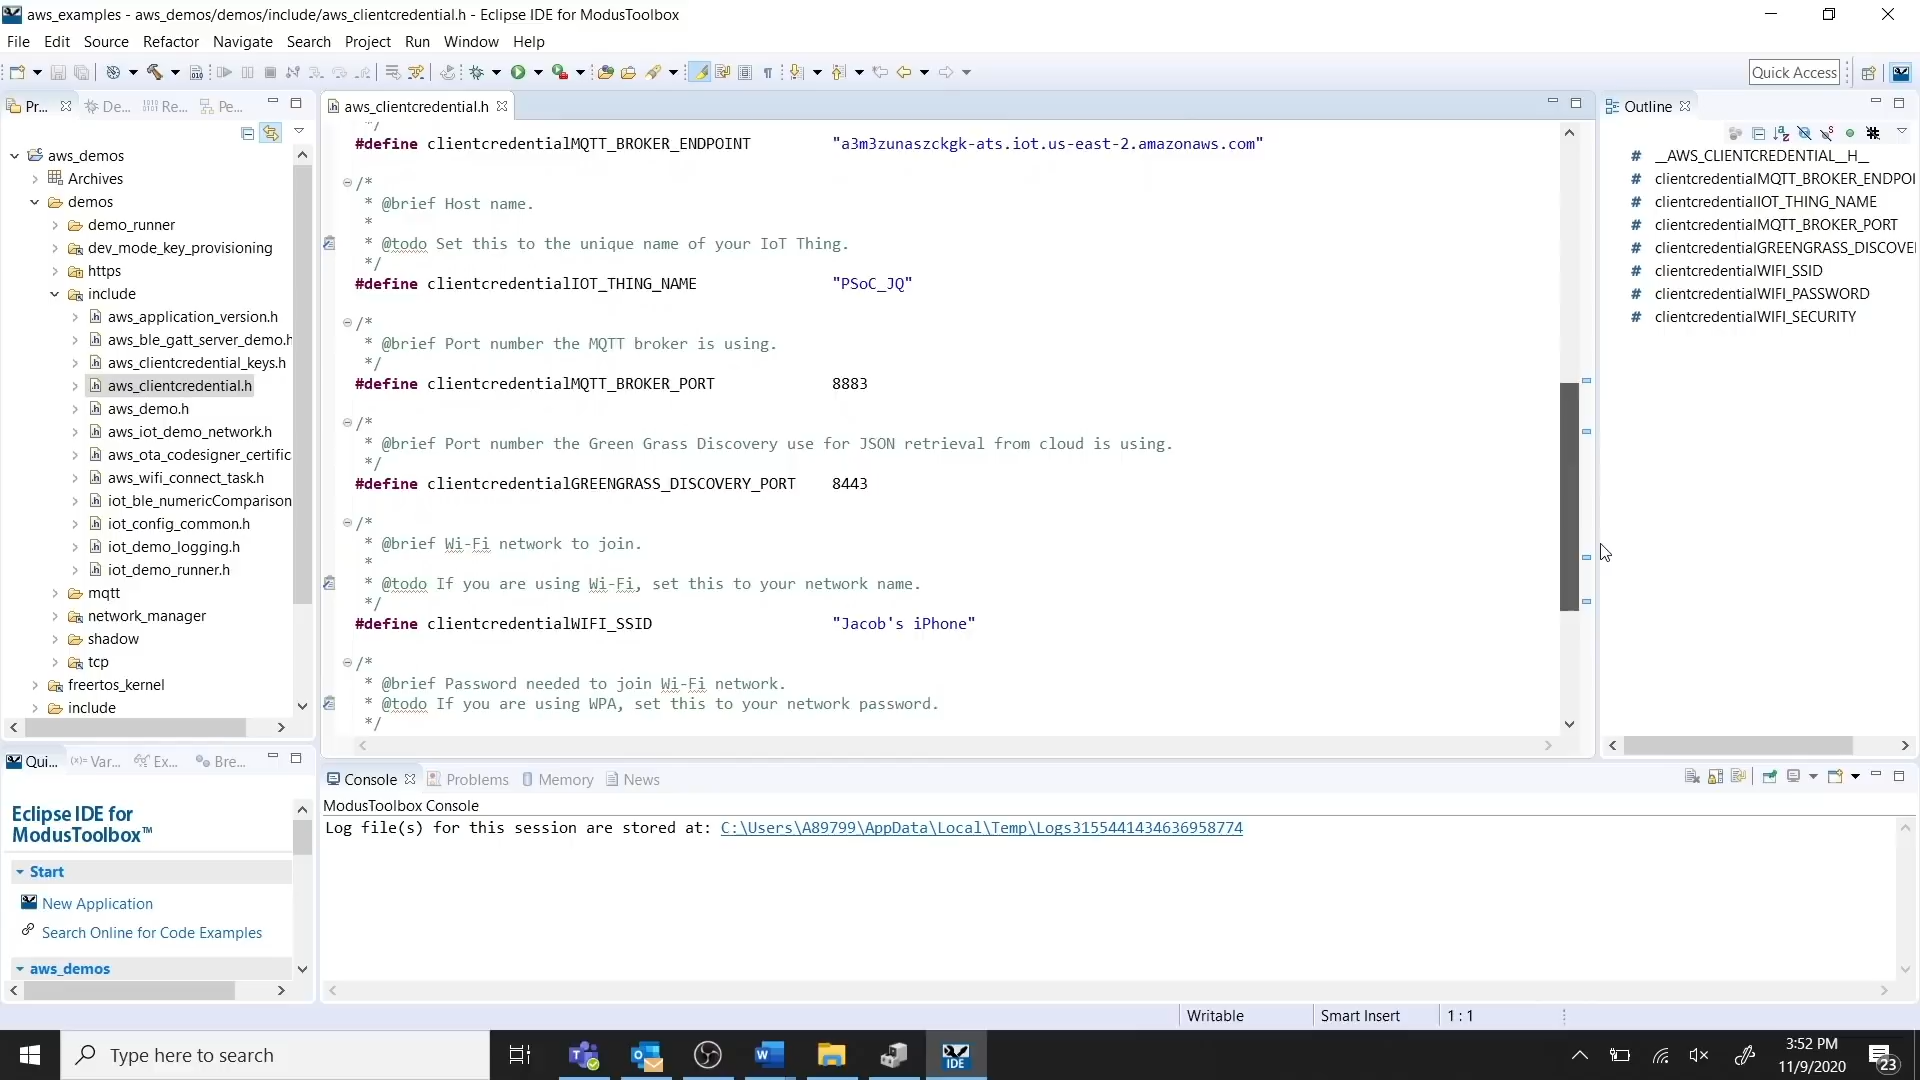 aws_examples - aws_demos/demos/include/aws_clientcredential.h - Eclipse IDE for ModusToolbox
File Edit Source Refactor Navigate Search Project Run Window Help
Quick Access
Pr... De... Re... Pe...
aws_demos
Archives
demos
demo_runner
dev_mode_key_provisioning
https
include
aws_application_version.h
aws_ble_gatt_server_demo.h
aws_clientcredential_keys.h
aws_clientcredential.h
aws_demo.h
aws_iot_demo_network.h
aws_ota_codesigner_certific
aws_wifi_connect_task.h
iot_ble_numericComparison
iot_config_common.h
iot_demo_logging.h
iot_demo_runner.h
mqtt
network_manager
shadow
tcp
freertos_kernel
include
aws_clientcredential.h
*/
#define clientcredentialMQTT_BROKER_ENDPOINT "a3m3zunaszckgk-ats.iot.us-east-2.amazonaws.com"
/*
* @brief Host name.
*
* @todo Set this to the unique name of your IoT Thing.
*/
#define clientcredentialIOT_THING_NAME "PSoC_JQ"
/*
* @brief Port number the MQTT broker is using.
*/
#define clientcredentialMQTT_BROKER_PORT 8883
/*
* @brief Port number the Green Grass Discovery use for JSON retrieval from cloud is using.
*/
#define clientcredentialGREENGRASS_DISCOVERY_PORT 8443
/*
* @brief Wi-Fi network to join.
*
* @todo If you are using Wi-Fi, set this to your network name.
*/
#define clientcredentialWIFI_SSID "Jacob's iPhone"
/*
* @brief Password needed to join Wi-Fi network.
* @todo If you are using WPA, set this to your network password.
*/
Outline
# __AWS_CLIENTCREDENTIAL__H__
# clientcredentialMQTT_BROKER_ENDPOI
# clientcredentialIOT_THING_NAME
# clientcredentialMQTT_BROKER_PORT
# clientcredentialGREENGRASS_DISCOVE
# clientcredentialWIFI_SSID
# clientcredentialWIFI_PASSWORD
# clientcredentialWIFI_SECURITY
Qui... (x)= Var... Ex... Bre...
Eclipse IDE for
ModusToolbox™
Start
New Application
Search Online for Code Examples
aws_demos
Console Problems Memory News
ModusToolbox Console
Log file(s) for this session are stored at: C:\Users\A89799\AppData\Local\Temp\Logs3155441434636958774
Writable Smart Insert 1 : 1
Type here to search
IDE
3:52 PM
11/9/2020
23